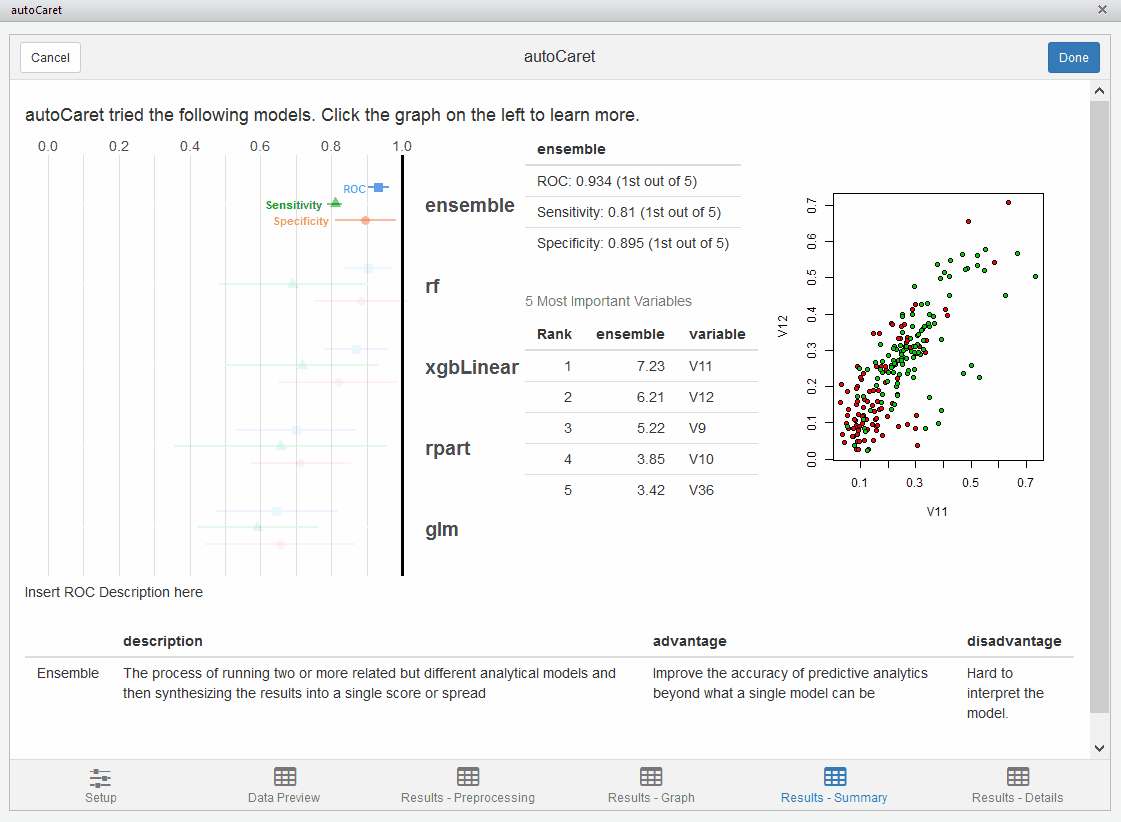 autoCaret
Cancel
autoCaret
Done
autoCaret tried the following models. Click the graph on the left to learn more.
0.0 0.2 0.4 0.6 0.8 1.0
ROC
Sensitivity
Specificity
ensemble
rf
xgbLinear
rpart
glm
ensemble
ROC: 0.934 (1st out of 5)
Sensitivity: 0.81 (1st out of 5)
Specificity: 0.895 (1st out of 5)
5 Most Important Variables
Rank ensemble variable
1 7.23 V11
2 6.21 V12
3 5.22 V9
4 3.85 V10
5 3.42 V36
0.7
0.6
0.5
0.4
0.3
0.2
0.1
0.0
V12
0.1 0.3 0.5 0.7
V11
Insert ROC Description here
description advantage disadvantage
Ensemble The process of running two or more related but different analytical models and Improve the accuracy of predictive analytics Hard to
then synthesizing the results into a single score or spread beyond what a single model can be interpret the
model.
Setup Data Preview Results - Preprocessing Results - Graph Results - Summary Results - Details